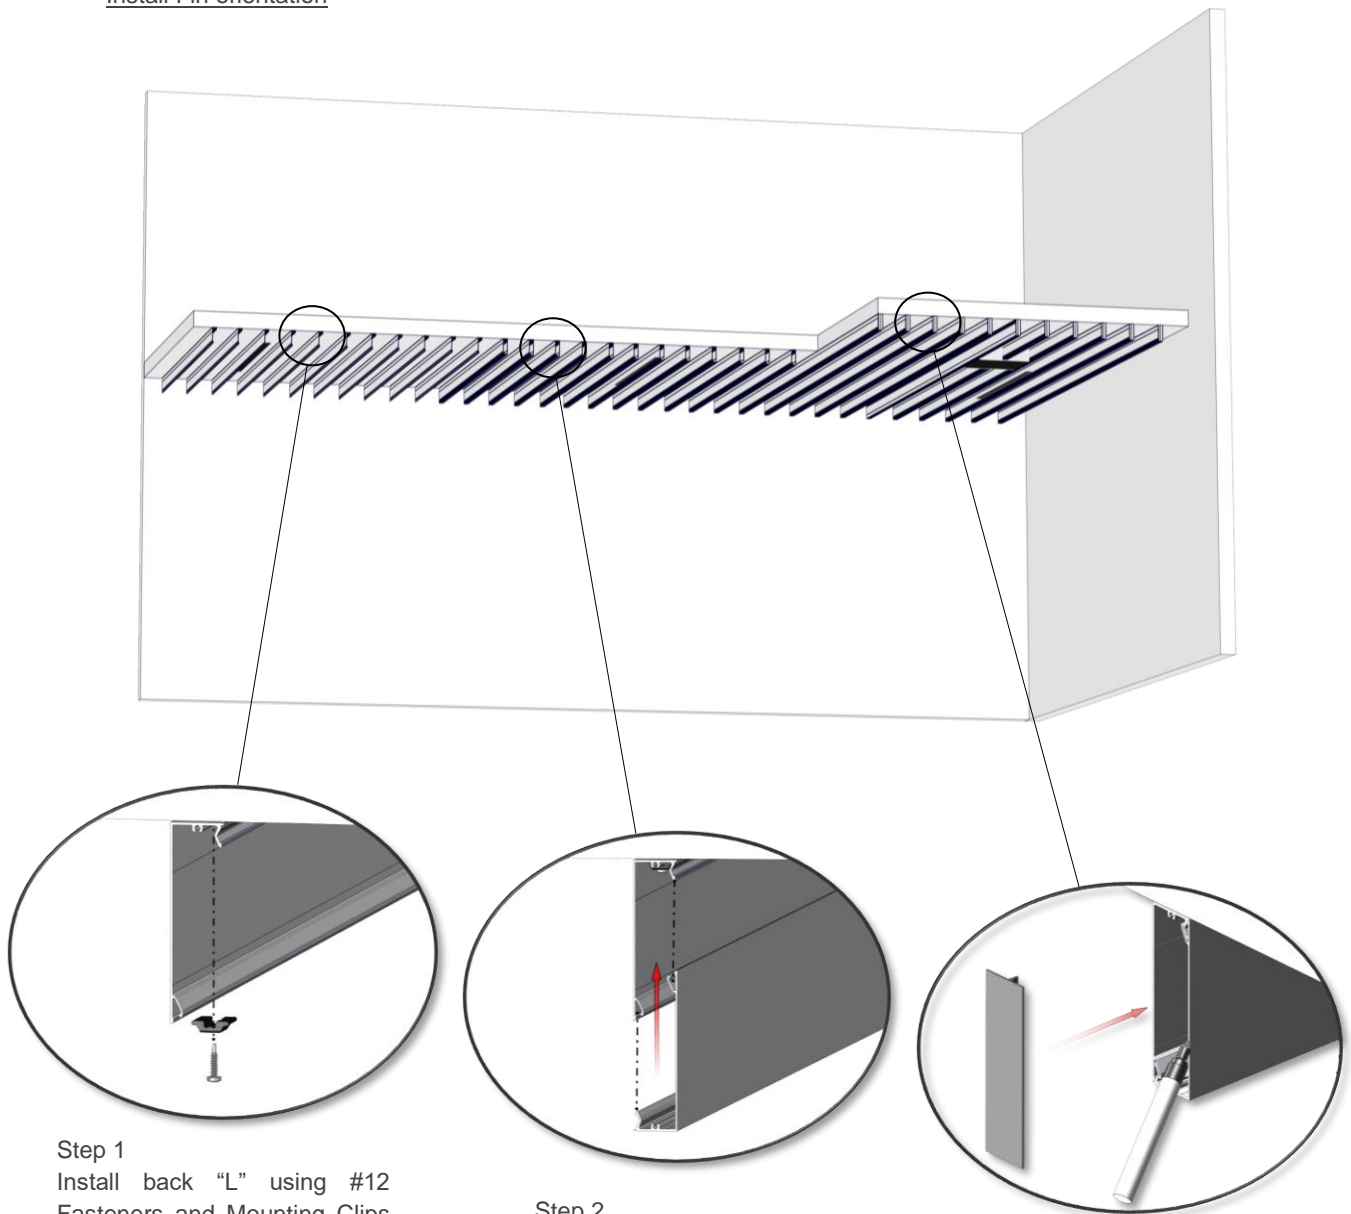 Install Fin orientation
Step 1
Install back “L” using #12
Fasteners and Mounting Clips
Step 2